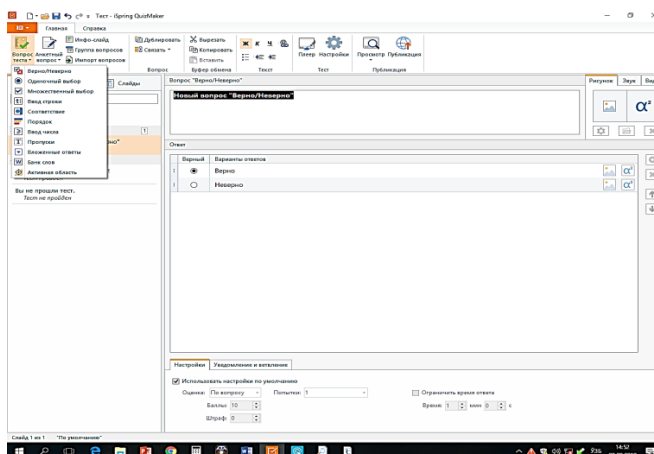 Тест - iSpring QuizMaker
Главная Справка
Вопрос теста
Анкетный вопрос
Инфо-слайд
Группа вопросов
Импорт вопросов
Дублировать
Связать
Вопрос
Вырезать
Копировать
Вставить
Буфер обмена
Ж К Ч
Текст
Плеер Настройки
Тест
Просмотр Публикация
Публикация
Верно/Неверно
Одиночный выбор
Множественный выбор
Ввод строки
Соответствие
Порядок
Ввод числа
Пропуски
Вложенные ответы
Банк слов
Активная область
Слайды
1
Тест пройден
Вы не прошли тест.
Тест не пройден
Вопрос "Верно/Неверно"
Новый вопрос "Верно/Неверно"
Рисунок Звук
Ответ
Верный Варианты ответов
Верно
Неверно
Настройки Уведомление и ветвление
Использовать настройки по умолчанию
Оценка: По вопросу Попытки: 1
Ограничить время ответа
Баллы: 10
Время: 1 мин 0 с
Штраф: 0
Слайд 1 из 1 "По умолчанию"
14:52